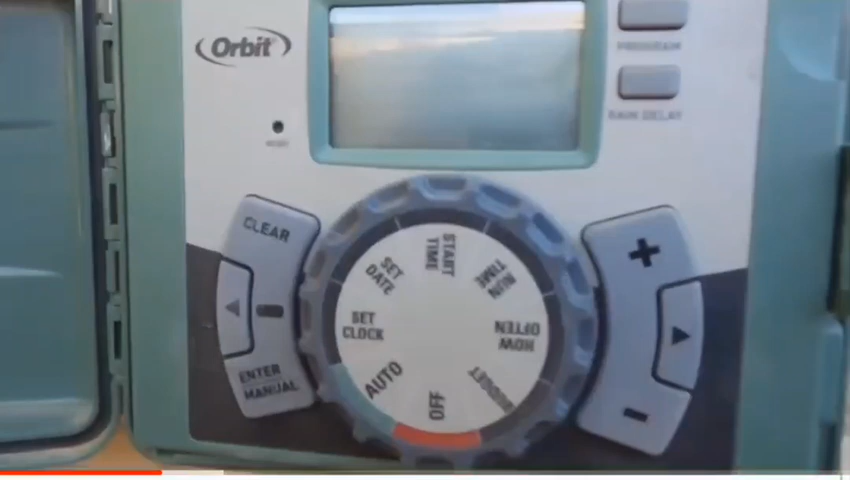 Orbit
PROGRAM
RAIN DELAY
RESET
CLEAR
ENTER
MANUAL
+
-
START
TIME
RUN
TIME
HOW
OFTEN
BUDGET
OFF
AUTO
SET
CLOCK
SET
DATE